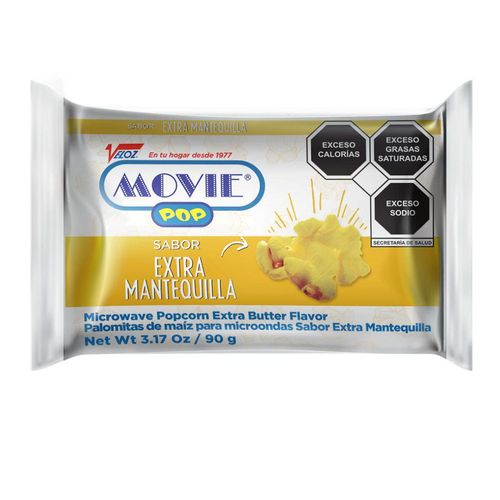 SABOR EXTRA MANTEQUILLA
VELOZ
En tu hogar desde 1977
MOVIE®
POP
SABOR
EXTRA
MANTEQUILLA
EXCESO
CALORÍAS
EXCESO
GRASAS
SATURADAS
EXCESO
SODIO
SECRETARÍA DE SALUD
Microwave Popcorn Extra Butter Flavor
Palomitas de maíz para microondas Sabor Extra Mantequilla
Net Wt 3.17 Oz / 90 g